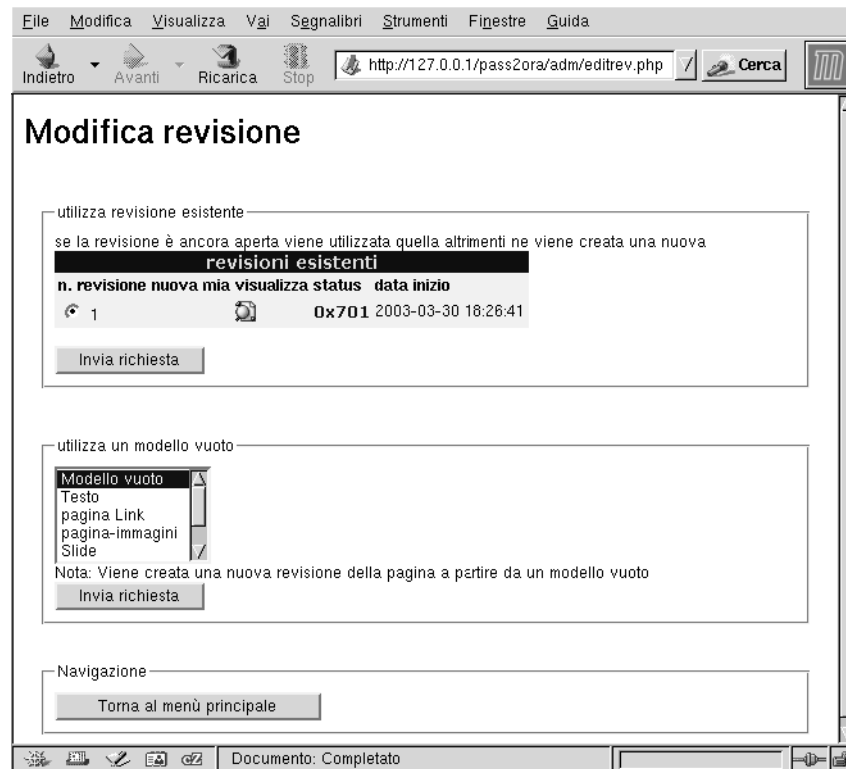 File Modifica Visualizza Vai Segnalibri Strumenti Finestre Guida
Indietro Avanti Ricarica Stop http://127.0.0.1/pass2ora/adm/editrev.php Cerca
Modifica revisione
utilizza revisione esistente
se la revisione è ancora aperta viene utilizzata quella altrimenti ne viene creata una nuova
revisioni esistenti
n. revisione nuova mia visualizza status data inizio
1 0x701 2003-03-30 18:26:41
Invia richiesta
utilizza un modello vuoto
Modello vuoto
Testo
pagina Link
pagina-immagini
Slide
Nota: Viene creata una nuova revisione della pagina a partire da un modello vuoto
Invia richiesta
Navigazione
Torna al menù principale
Documento: Completato